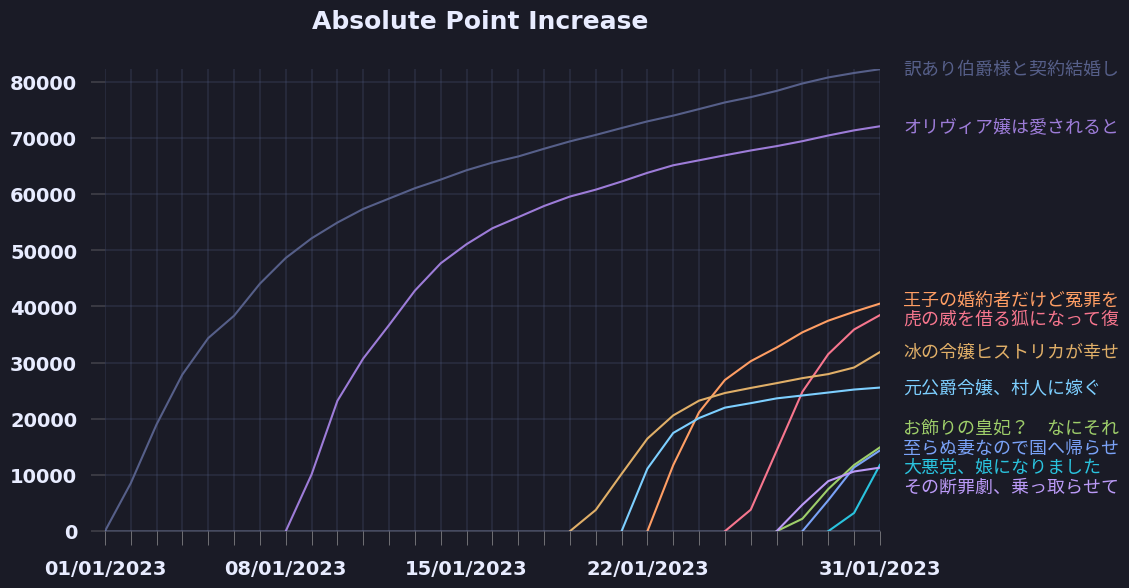 Absolute Point Increase
80000
70000
60000
50000
40000
30000
20000
10000
0
01/01/2023
08/01/2023
15/01/2023
22/01/2023
31/01/2023
訳あり伯爵様と契約結婚し
オリヴィア嬢は愛されると
王子の婚約者だけど冤罪を
虎の威を借る狐になって復
冰の令嬢ヒストリカが幸せ
元公爵令嬢、村人に嫁ぐ
お飾りの皇妃？　なにそれ
至らぬ妻なので国へ帰らせ
大悪党、娘になりました
その断罪劇、乗っ取らせて